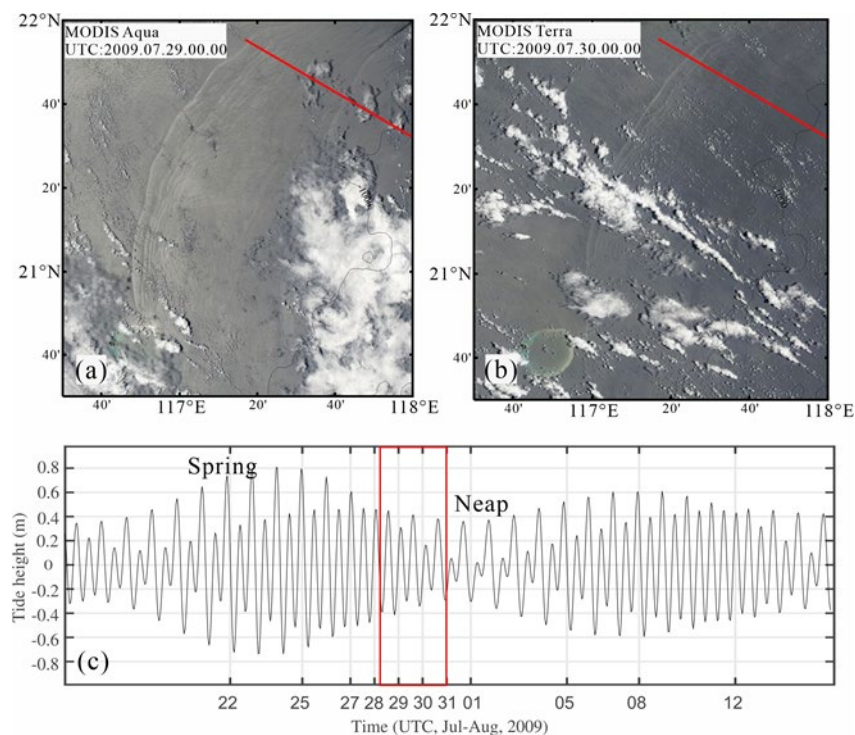 22°N
MODIS Aqua
UTC:2009.07.29.00.00
40'
20'
21°N
40'
(a)
40'
117°E
20'
40'
118°E
22°N
MODIS Terra
UTC:2009.07.30.00.00
40'
20'
21°N
40'
(b)
40'
117°E
20'
40'
118°E
Tide height (m)
0.8
0.6
0.4
0.2
0
-0.2
-0.4
-0.6
-0.8
Spring
Neap
(c)
22 25 27 28 29 30 31 01 05 08 12
Time (UTC, Jul-Aug, 2009)